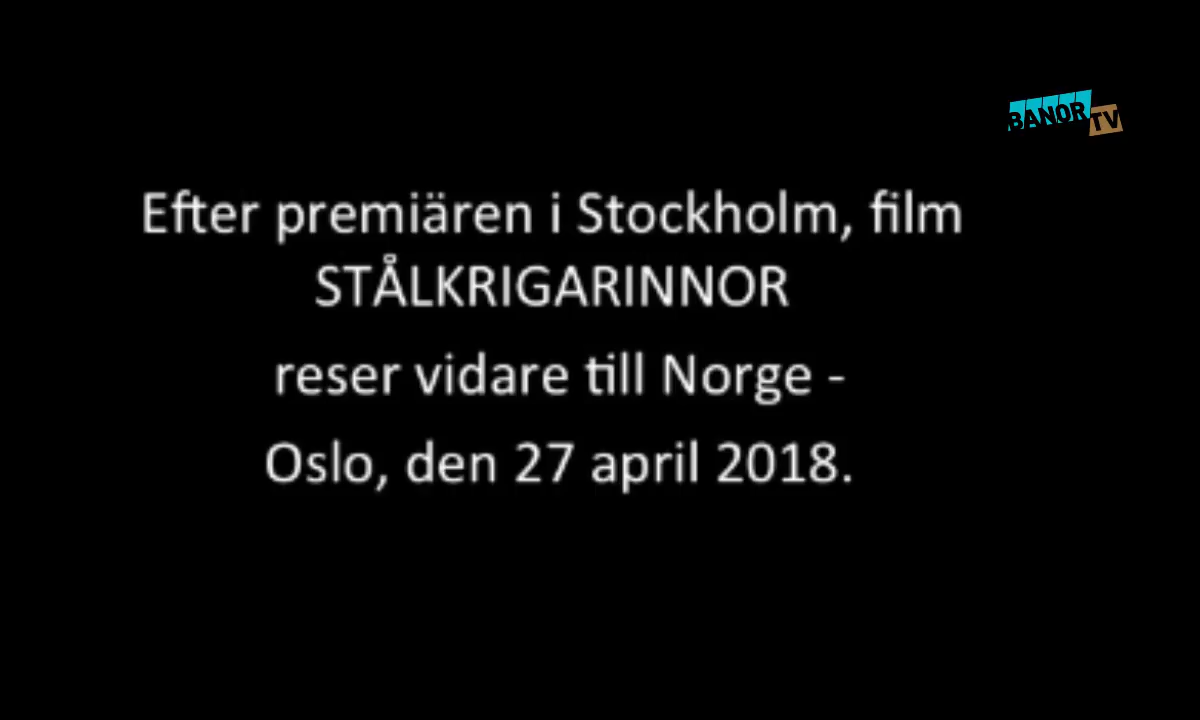 BANOR TV
Efter premiären i Stockholm, film
STÅLKRIGARINNOR
reser vidare till Norge -
Oslo, den 27 april 2018.